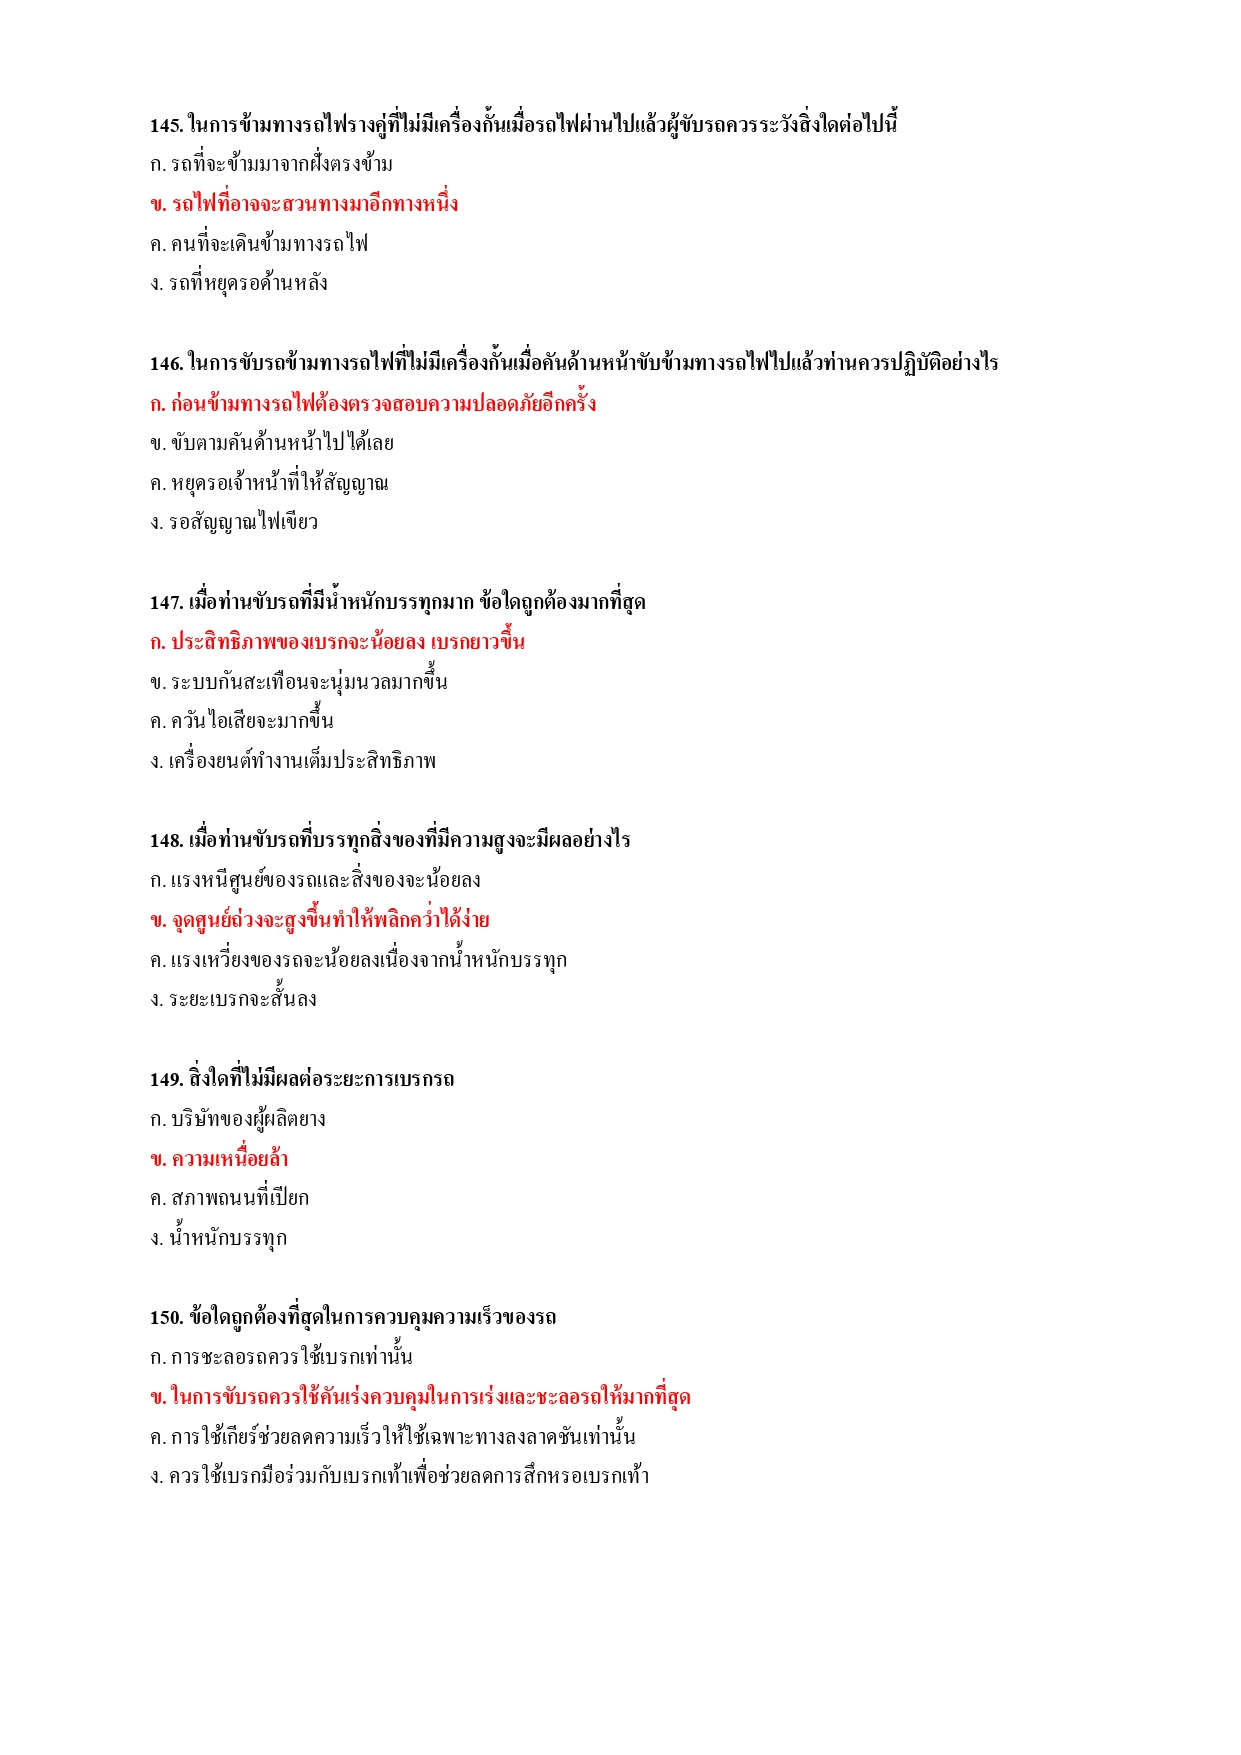 145. ในการข้ามทางรถไฟรางคู่ที่ไม่มีเครื่องกั้นเมื่อรถไฟผ่านไปแล้วผู้ขับรถควรระวังสิ่งใดต่อไปนี้
ก. รถที่จะข้ามมาจากฝั่งตรงข้าม
ข. รถไฟที่อาจจะสวนทางมาอีกทางหนึ่ง
ค. คนที่จะเดินข้ามทางรถไฟ
ง. รถที่หยุดรอด้านหลัง
146. ในการขับรถข้ามทางรถไฟที่ไม่มีเครื่องกั้นเมื่อคันด้านหน้าขับข้ามทางรถไฟไปแล้วท่านควรปฏิบัติอย่างไร
ก. ก่อนข้ามทางรถไฟต้องตรวจสอบความปลอดภัยอีกครั้ง
ข. ขับตามคันด้านหน้าไปได้เลย
ค. หยุดรอเจ้าหน้าที่ให้สัญญาณ
ง. รอสัญญาณไฟเขียว
147. เมื่อท่านขับรถที่มีน้ำหนักบรรทุกมาก ข้อใดถูกต้องมากที่สุด
ก. ประสิทธิภาพของเบรกจะน้อยลง เบรกยาวขึ้น
ข. ระบบกันสะเทือนจะนุ่มนวลมากขึ้น
ค. ควันไอเสียจะมากขึ้น
ง. เครื่องยนต์ทำงานเต็มประสิทธิภาพ
148. เมื่อท่านขับรถที่บรรทุกสิ่งของที่มีความสูงจะมีผลอย่างไร
ก. แรงหนีศูนย์ของรถและสิ่งของจะน้อยลง
ข. จุดศูนย์ถ่วงจะสูงขึ้นทำให้พลิกคว่ำได้ง่าย
ค. แรงเหวี่ยงของรถจะน้อยลงเนื่องจากน้ำหนักบรรทุก
ง. ระยะเบรกจะสั้นลง
149. สิ่งใดที่ไม่มีผลต่อระยะการเบรกรถ
ก. บริษัทของผู้ผลิตยาง
ข. ความเหนื่อยล้า
ค. สภาพถนนที่เปียก
ง. น้ำหนักบรรทุก
150. ข้อใดถูกต้องที่สุดในการควบคุมความเร็วของรถ
ก. การชะลอรถควรใช้เบรกเท่านั้น
ข. ในการขับรถควรใช้คันเร่งควบคุมในการเร่งและชะลอรถให้มากที่สุด
ค. การใช้เกียร์ช่วยลดความเร็วให้ใช้เฉพาะทางลงลาดชันเท่านั้น
ง. ควรใช้เบรกมือร่วมกับเบรกเท้าเพื่อช่วยลดการสึกหรอเบรกเท้า